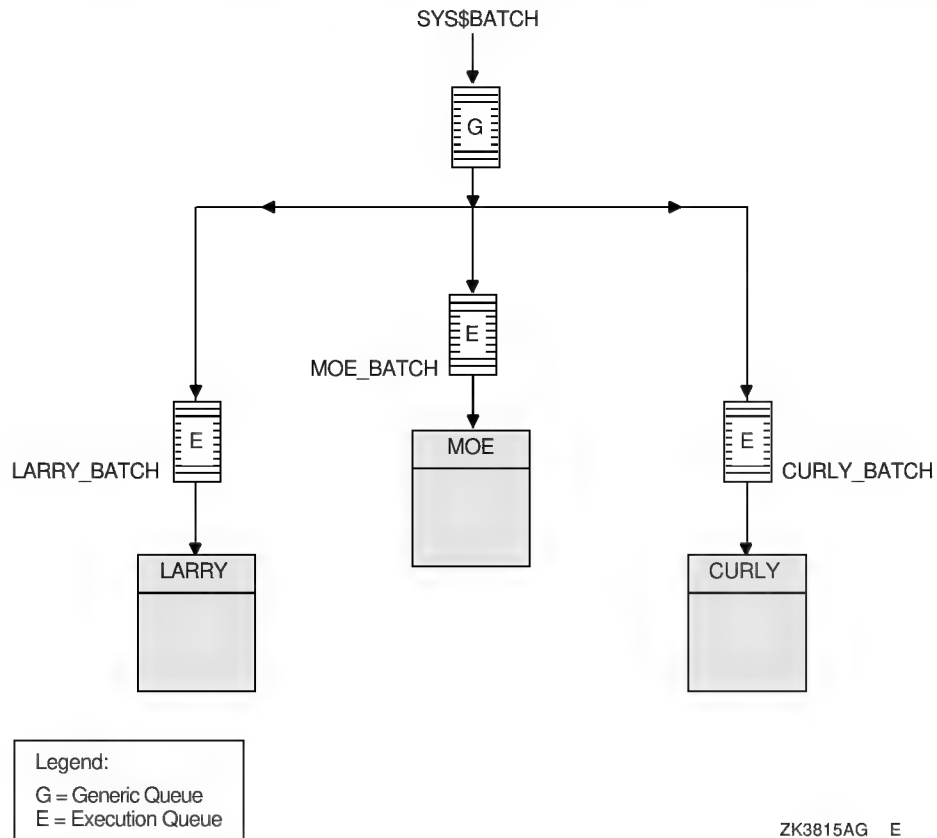 SYS$BATCH
G
E
MOE_BATCH
MOE
E
LARRY_BATCH
E
CURLY_BATCH
LARRY
CURLY
Legend:
G = Generic Queue
E = Execution Queue
ZK3815AG E